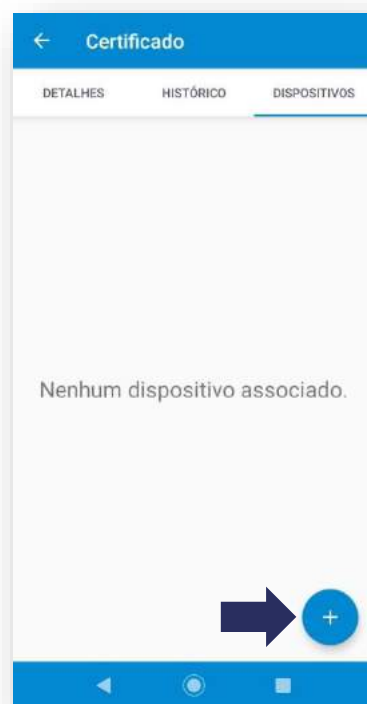 Certificado
DETALHES HISTÓRICO DISPOSITIVOS
Nenhum dispositivo associado.